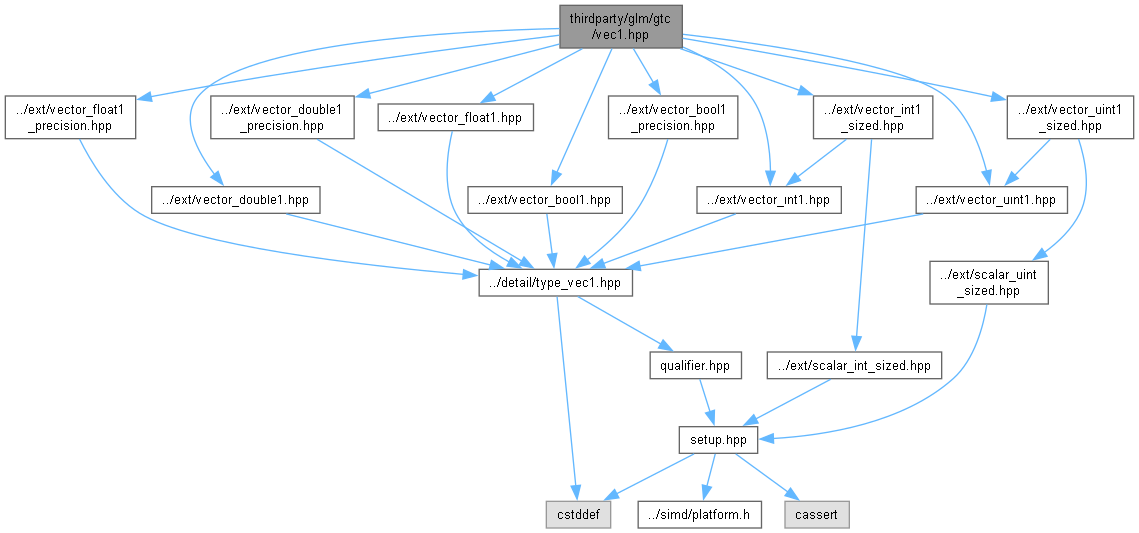 thirdparty/glm/gtc
/vec1.hpp
../ext/vector_float1
_precision.hpp
../ext/vector_double1
_precision.hpp
../ext/vector_float1.hpp
../ext/vector_bool1
_precision.hpp
../ext/vector_int1
_sized.hpp
../ext/vector_uint1
_sized.hpp
../ext/vector_double1.hpp
../ext/vector_bool1.hpp
../ext/vector_int1.hpp
../ext/vector_uint1.hpp
../detail/type_vec1.hpp
../ext/scalar_uint
_sized.hpp
qualifier.hpp
../ext/scalar_int_sized.hpp
setup.hpp
cstddef
../simd/platform.h
cassert